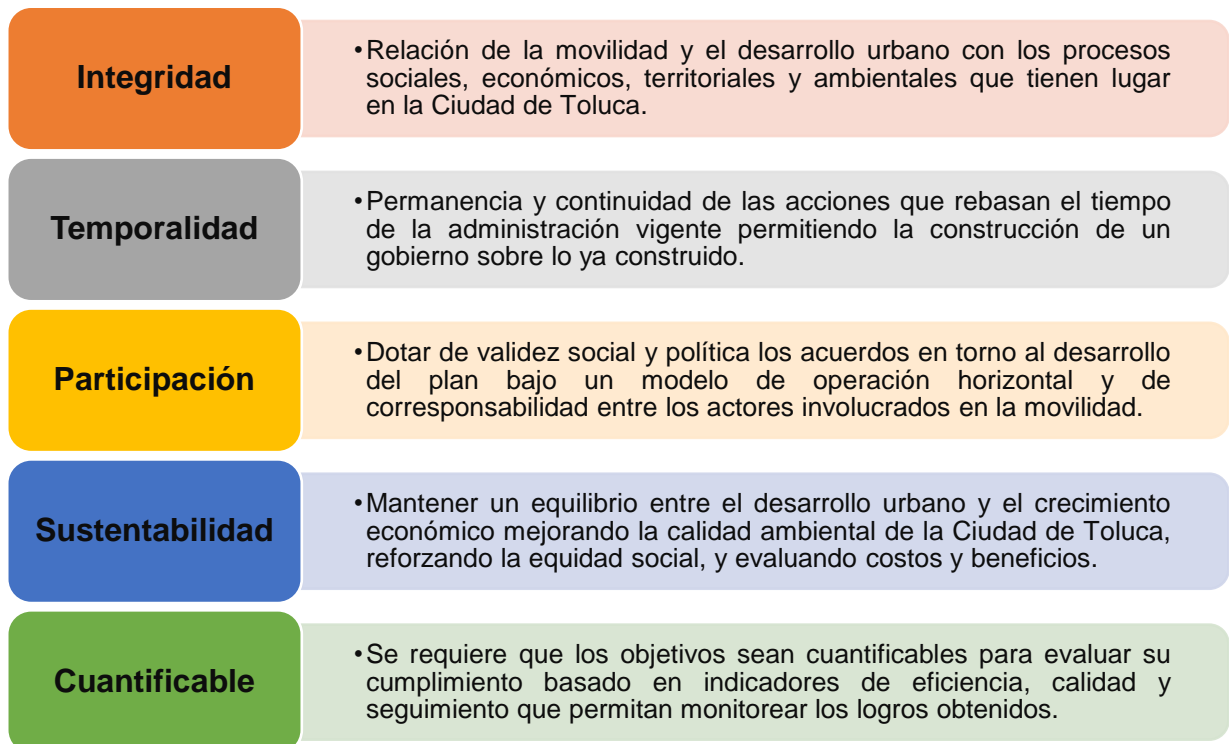 Integridad
•Relación de la movilidad y el desarrollo urbano con los procesos
sociales, económicos, territoriales y ambientales que tienen lugar
en la Ciudad de Toluca.
Temporalidad
•Permanencia y continuidad de las acciones que rebasan el tiempo
de la administración vigente permitiendo la construcción de un
gobierno sobre lo ya construido.
Participación
•Dotar de validez social y política los acuerdos en torno al desarrollo
del plan bajo un modelo de operación horizontal y de
corresponsabilidad entre los actores involucrados en la movilidad.
Sustentabilidad
•Mantener un equilibrio entre el desarrollo urbano y el crecimiento
económico mejorando la calidad ambiental de la Ciudad de Toluca,
reforzando la equidad social, y evaluando costos y beneficios.
Cuantificable
•Se requiere que los objetivos sean cuantificables para evaluar su
cumplimiento basado en indicadores de eficiencia, calidad y
seguimiento que permitan monitorear los logros obtenidos.